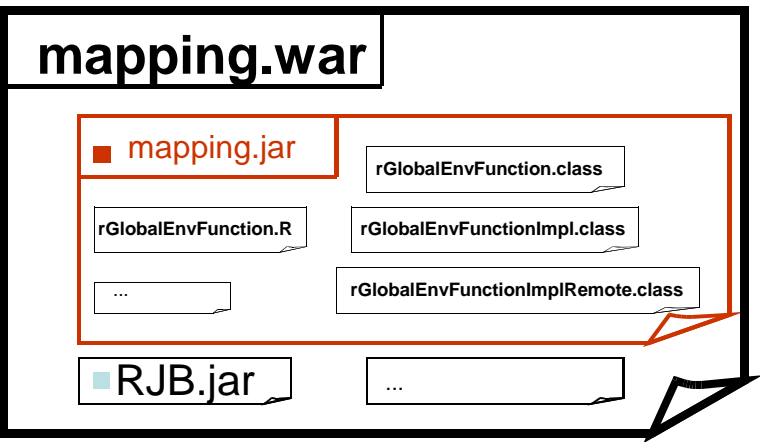 mapping.war
mapping.jar
rGlobalEnvFunction.class
rGlobalEnvFunction.R
rGlobalEnvFunctionImpl.class
...
rGlobalEnvFunctionImplRemote.class
RJB.jar
...